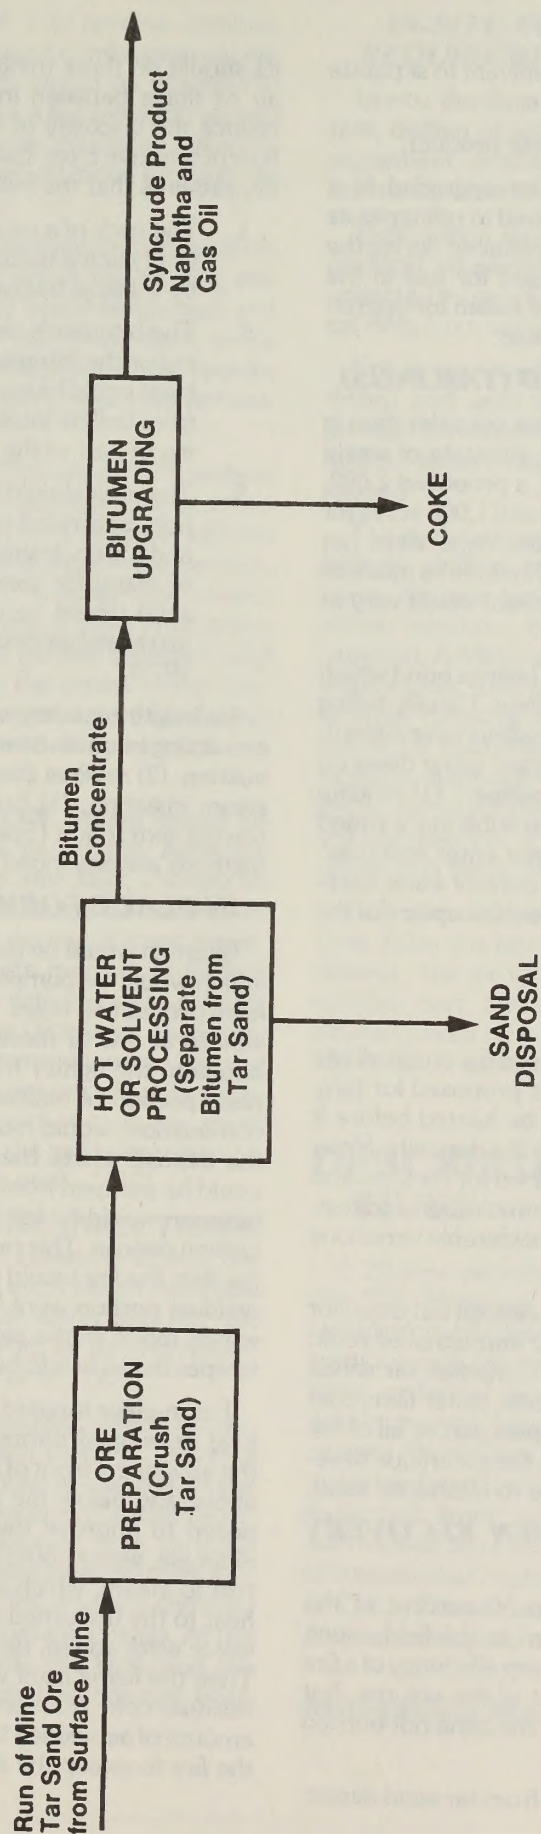 Run of Mine
Tar Sand Ore
from Surface Mine
ORE
PREPARATION
(Crush
Tar Sand)
HOT WATER
OR SOLVENT
PROCESSING
(Separate
Bitumen from
Tar Sand)
SAND
DISPOSAL
Bitumen
Concentrate
BITUMEN
UPGRADING
COKE
Syncrude Product
Naphtha and
Gas Oil